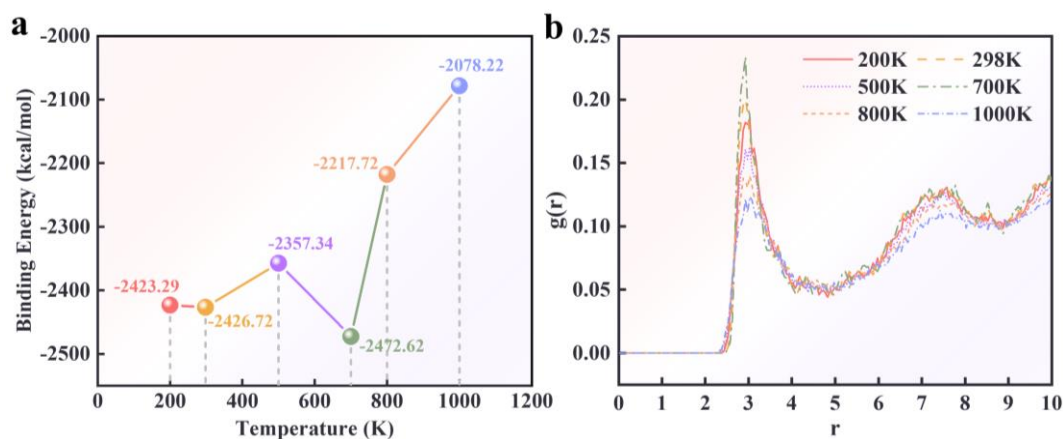 a
-2000
-2100
-2200
-2300
-2400
-2500
Binding Energy (kcal/mol)
-2423.29
-2426.72
-2357.34
-2472.62
-2217.72
-2078.22
0 200 400 600 800 1000 1200
Temperature (K)
b
0.25
0.20
0.15
0.10
0.05
0.00
g(r)
200K 298K
500K 700K
800K 1000K
0 1 2 3 4 5 6 7 8 9 10
r